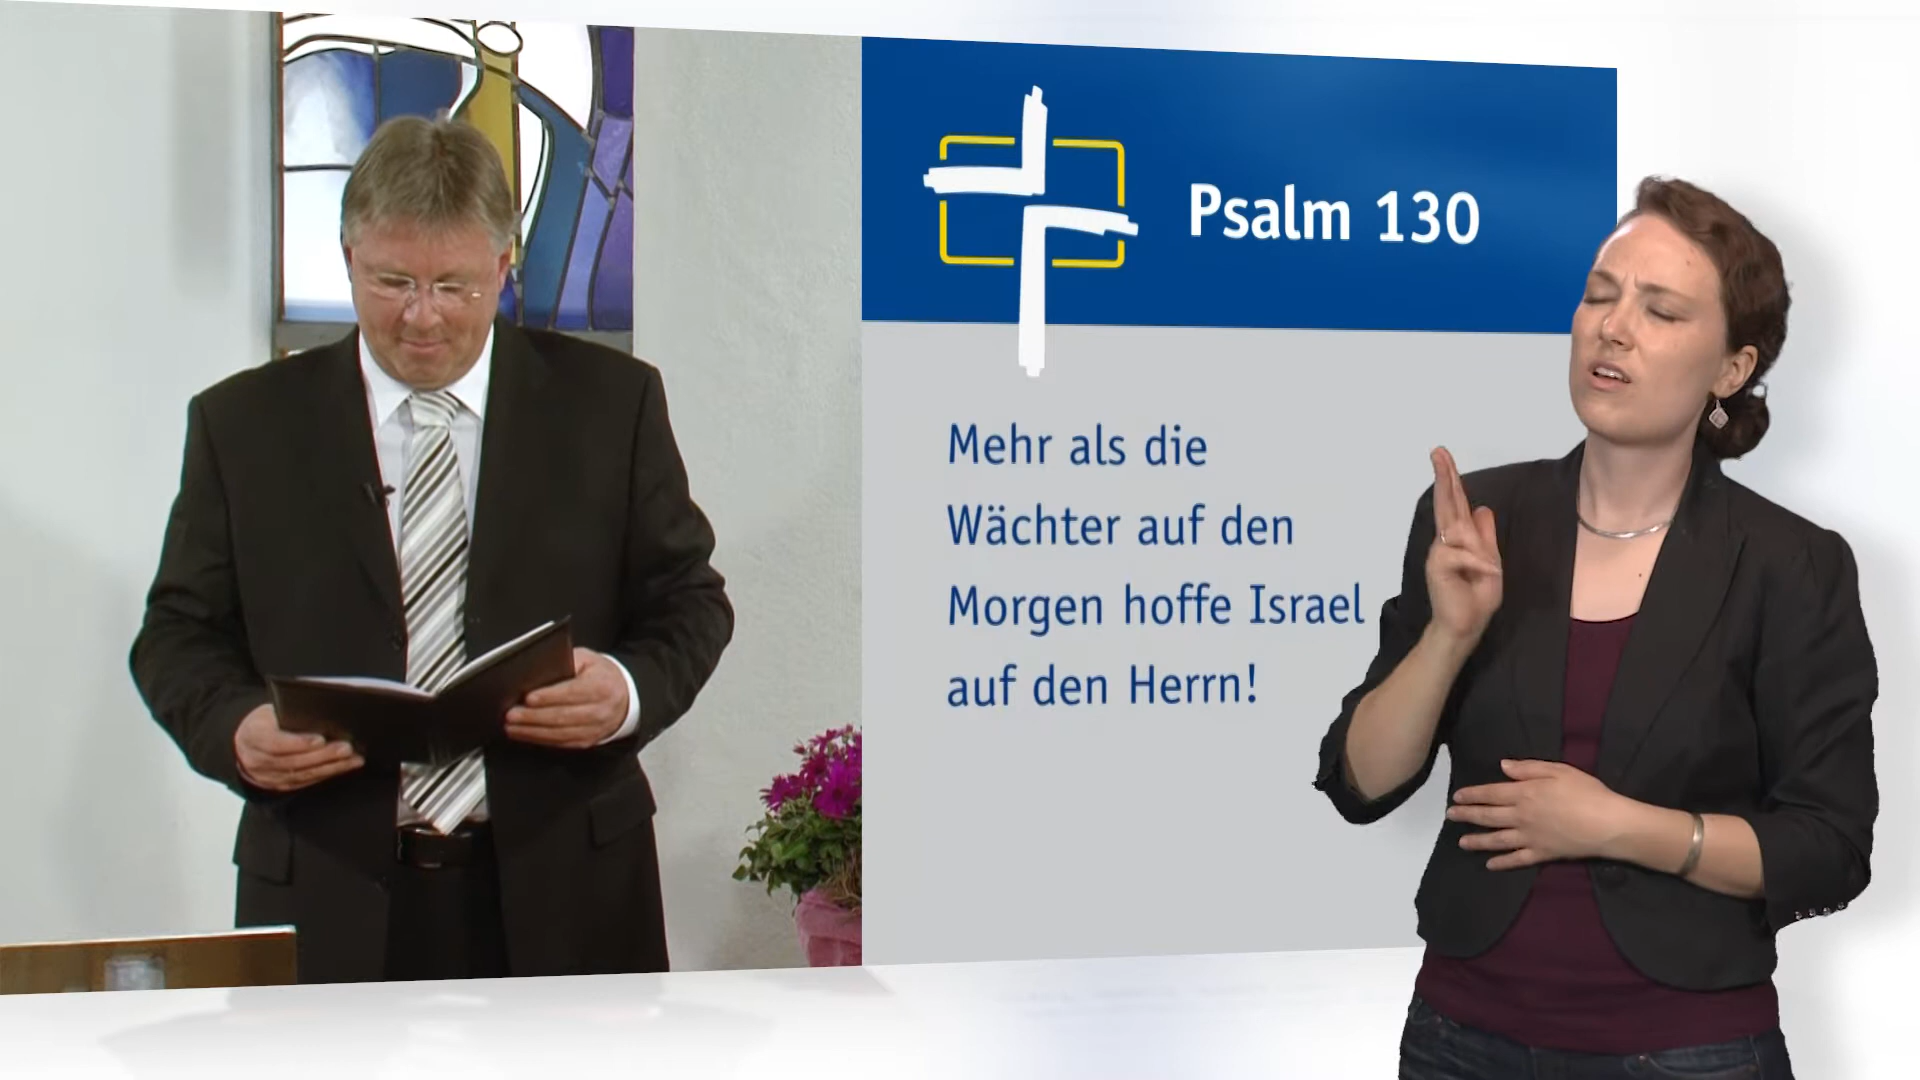 Psalm 130
Mehr als die
Wächter auf den
Morgen hoffe Israel
auf den Herrn!